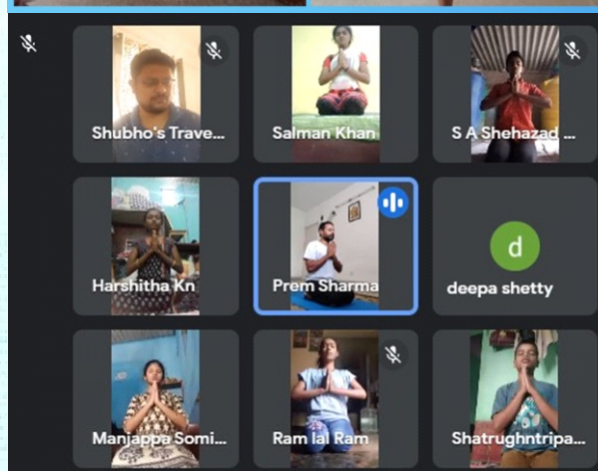 Shubho's Trave...
Salman Khan
S A Shehazad ...
Harshitha Kn
Prem Sharma
d
deepa shetty
Manjappa Somi...
Ram lal Ram
Shatrughntripa...